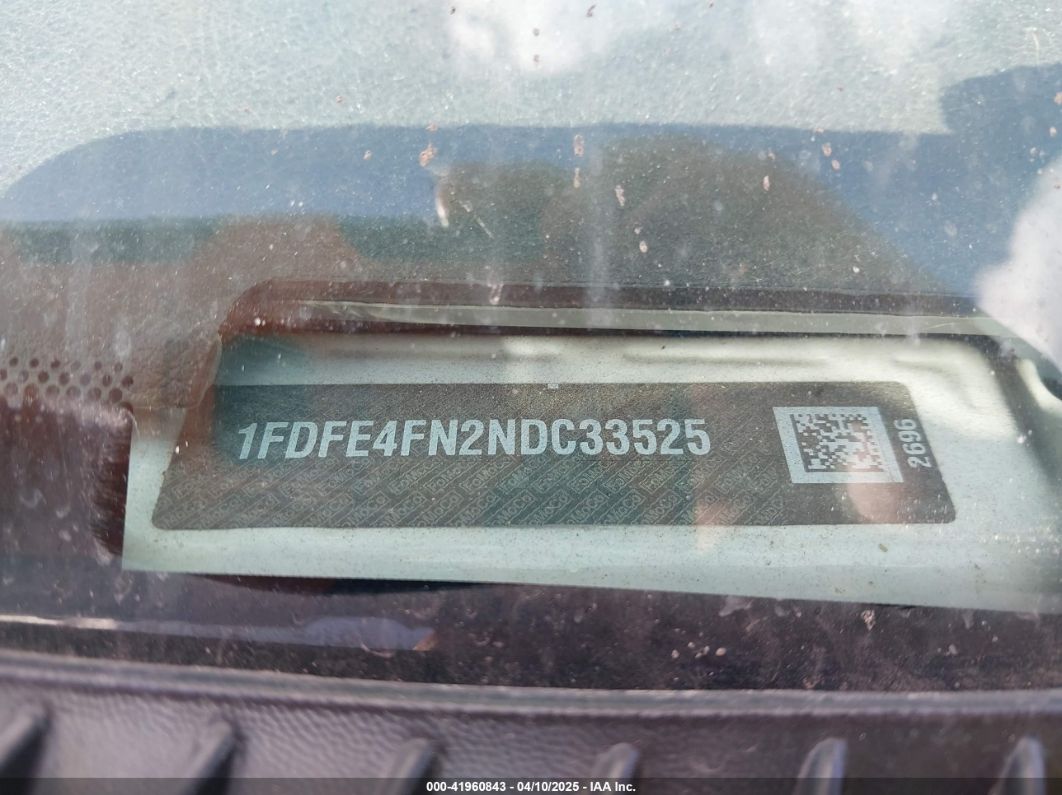 1FDFE4FN2NDC33525
2696
000-41960843 - 04/10/2025 - IAA Inc.